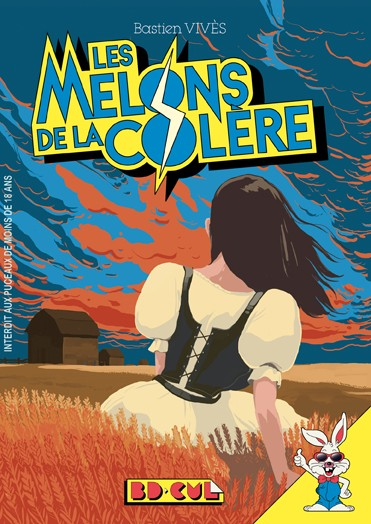 Bastien VIVÈS
LES
MELONS
DE LA COLÈRE
INTERDIT AUX PUCEAUX DE MOINS DE 18 ANS
BD·CUL